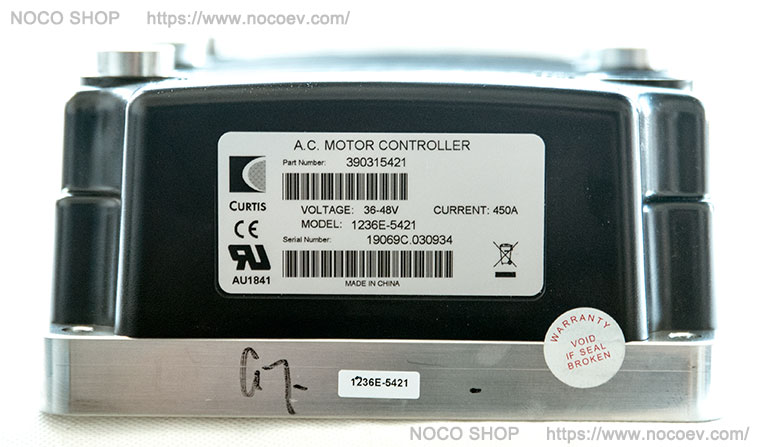 NOCO SHOP https://www.nocoev.com/
A.C. MOTOR CONTROLLER
Part Number: 390315421
CURTIS
VOLTAGE: 36-48V CURRENT: 450A
MODEL: 1236E-5421
Serial Number: 19069C.030934
AU1841
MADE IN CHINA
WARRANTY
VOID
IF SEAL
BROKEN
1236E-5421
NOCO SHOP https://www.nocoev.com/